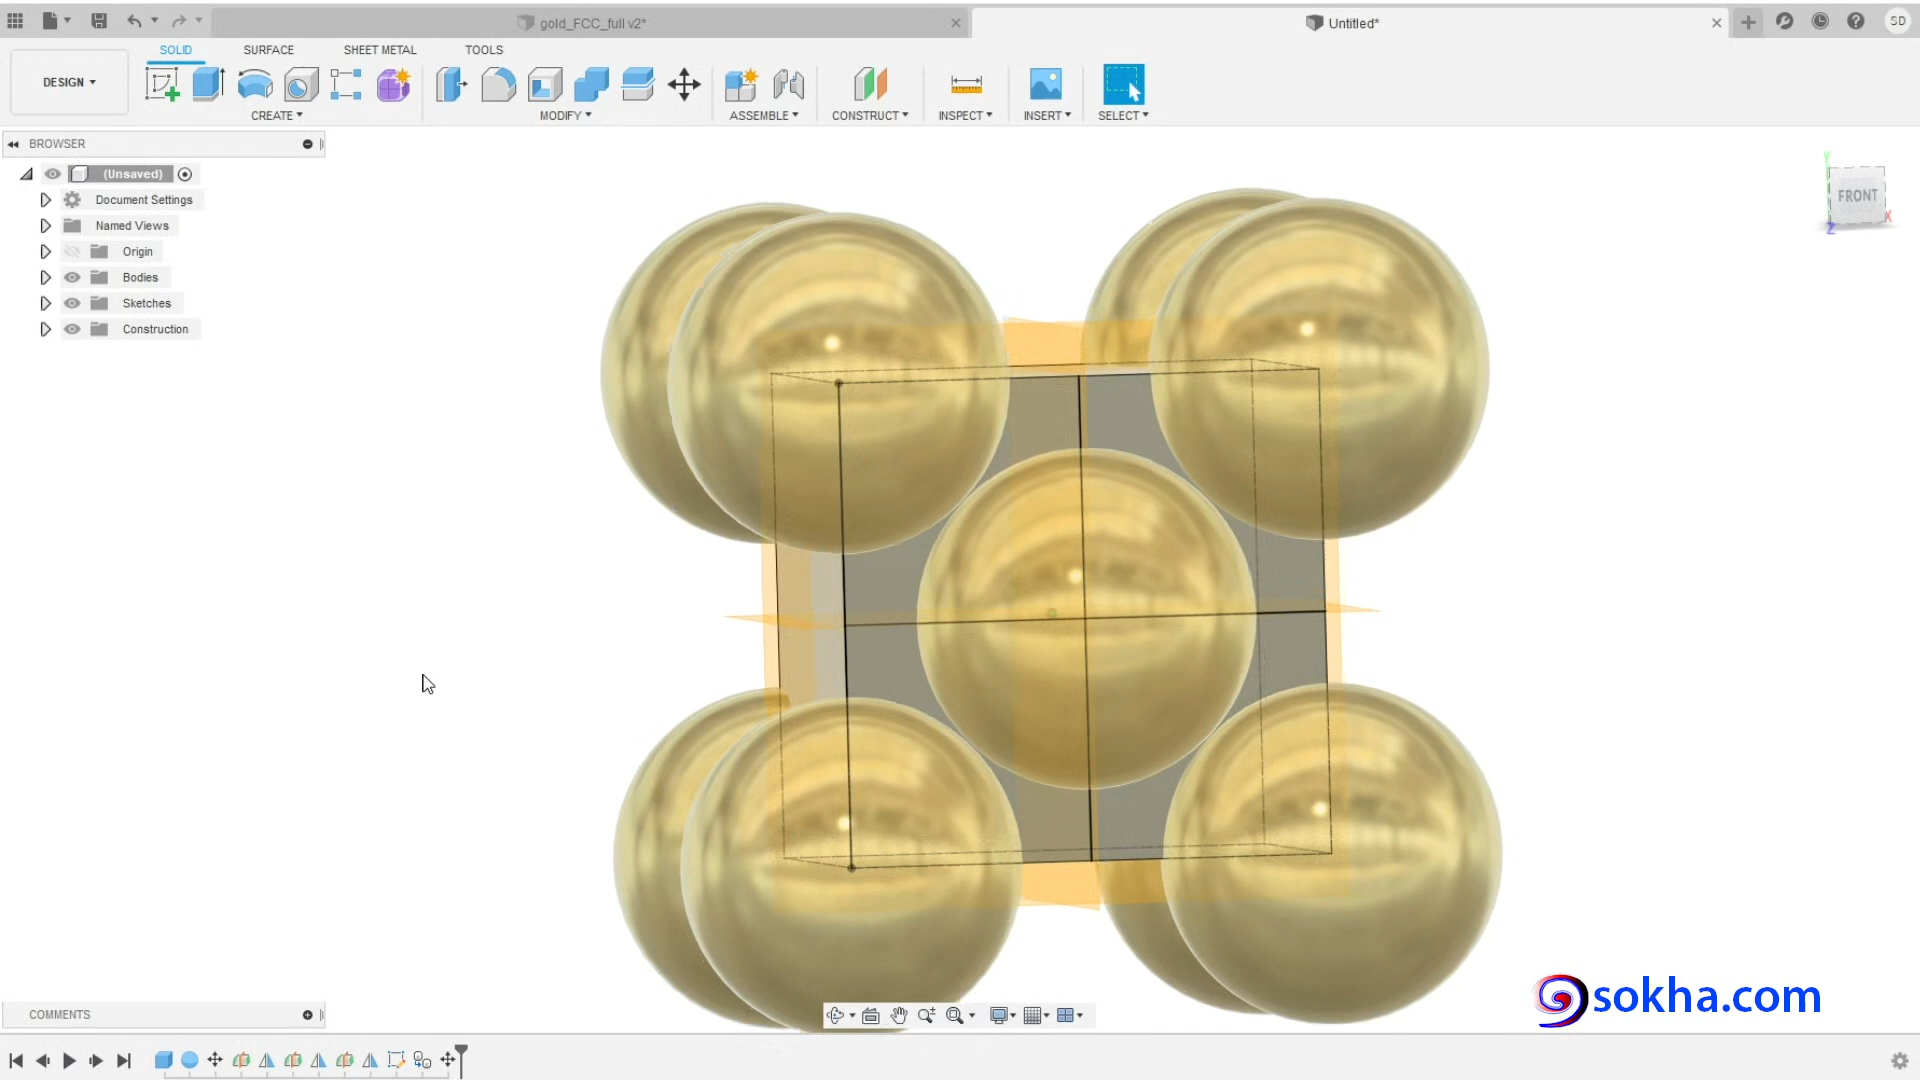 gold_FCC_full v2*
Untitled*
SD
SOLID
SURFACE
SHEET METAL
TOOLS
DESIGN
CREATE
MODIFY
ASSEMBLE
CONSTRUCT
INSPECT
INSERT
SELECT
BROWSER
(Unsaved)
Document Settings
Named Views
Origin
Bodies
Sketches
Construction
Y
FRONT
X
Z
sokha.com
COMMENTS